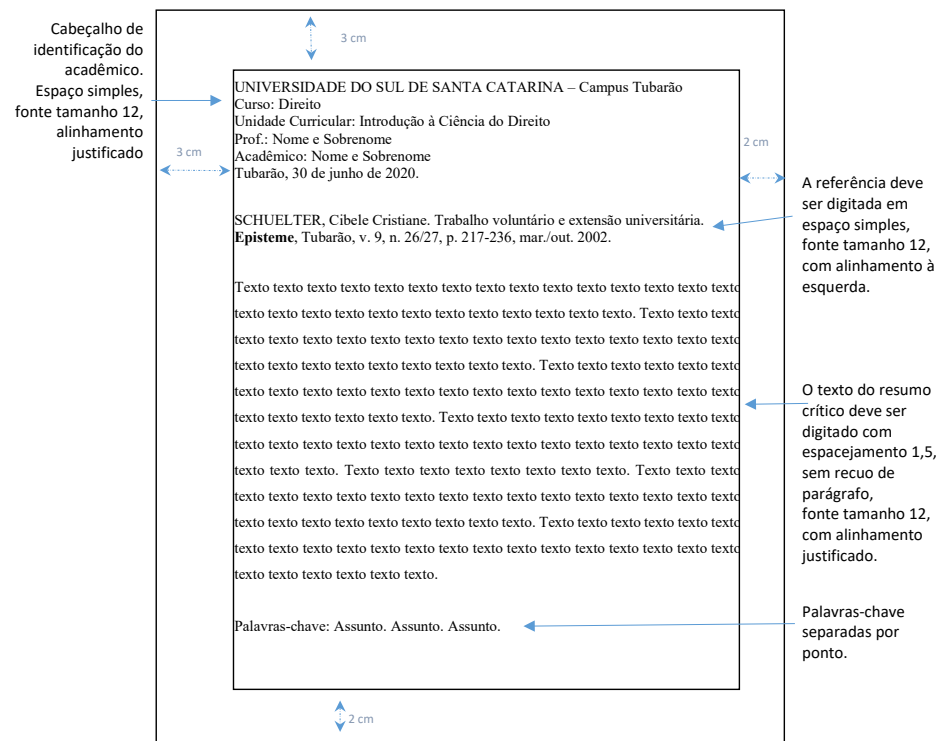 Cabeçalho de
identificação do
acadêmico.
Espaço simples,
fonte tamanho 12,
alinhamento
justificado
3 cm
3 cm
2 cm
UNIVERSIDADE DO SUL DE SANTA CATARINA – Campus Tubarão
Curso: Direito
Unidade Curricular: Introdução à Ciência do Direito
Prof.: Nome e Sobrenome
Acadêmico: Nome e Sobrenome
Tubarão, 30 de junho de 2020.
SCHUELTER, Cibele Cristiane. Trabalho voluntário e extensão universitária.
Episteme, Tubarão, v. 9, n. 26/27, p. 217-236, mar./out. 2002.
A referência deve
ser digitada em
espaço simples,
fonte tamanho 12,
com alinhamento à
esquerda.
Texto texto texto texto texto texto texto texto texto texto texto texto texto texto texto
texto texto texto texto texto texto texto texto texto texto texto texto. Texto texto texto
texto texto texto texto texto texto texto texto texto texto texto texto texto texto texto
texto texto texto texto texto texto texto texto texto. Texto texto texto texto texto texto
texto texto texto texto texto texto texto texto texto texto texto texto texto texto texto
texto texto texto texto texto texto. Texto texto texto texto texto texto texto texto texto
texto texto texto texto texto texto texto texto texto texto texto texto texto texto texto
texto texto texto. Texto texto texto texto texto texto texto texto. Texto texto texto
texto texto texto texto texto texto texto texto texto texto texto texto texto texto texto
texto texto texto texto texto texto texto texto texto. Texto texto texto texto texto texto
texto texto texto texto texto texto texto texto texto texto texto texto texto texto texto
texto texto texto texto texto texto.
O texto do resumo
crítico deve ser
digitado com
espacejamento 1,5,
sem recuo de
parágrafo,
fonte tamanho 12,
com alinhamento
justificado.
Palavras-chave: Assunto. Assunto. Assunto.
Palavras-chave
separadas por
ponto.
2 cm